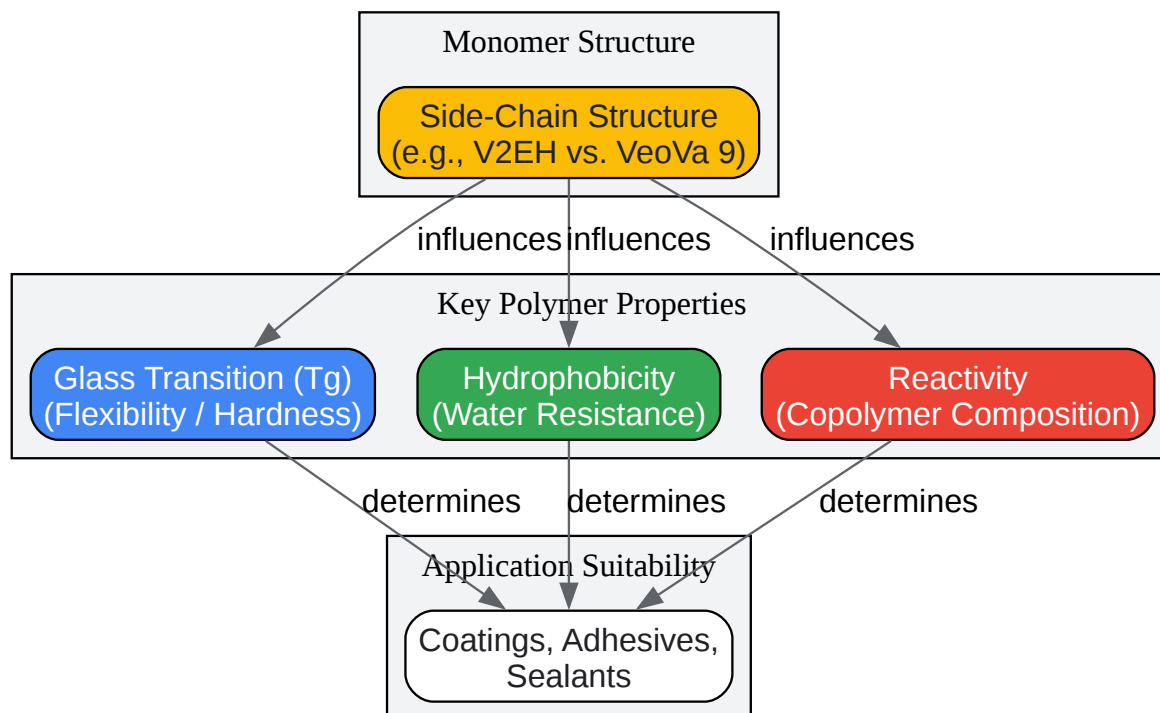 Monomer Structure
Side-Chain Structure
(e.g., V2EH vs. VeoVa 9)
influences
influences
influences
Key Polymer Properties
Glass Transition (Tg)
(Flexibility / Hardness)
Hydrophobicity
(Water Resistance)
Reactivity
(Copolymer Composition)
determines
determines
determines
Application Suitability
Coatings, Adhesives,
Sealants